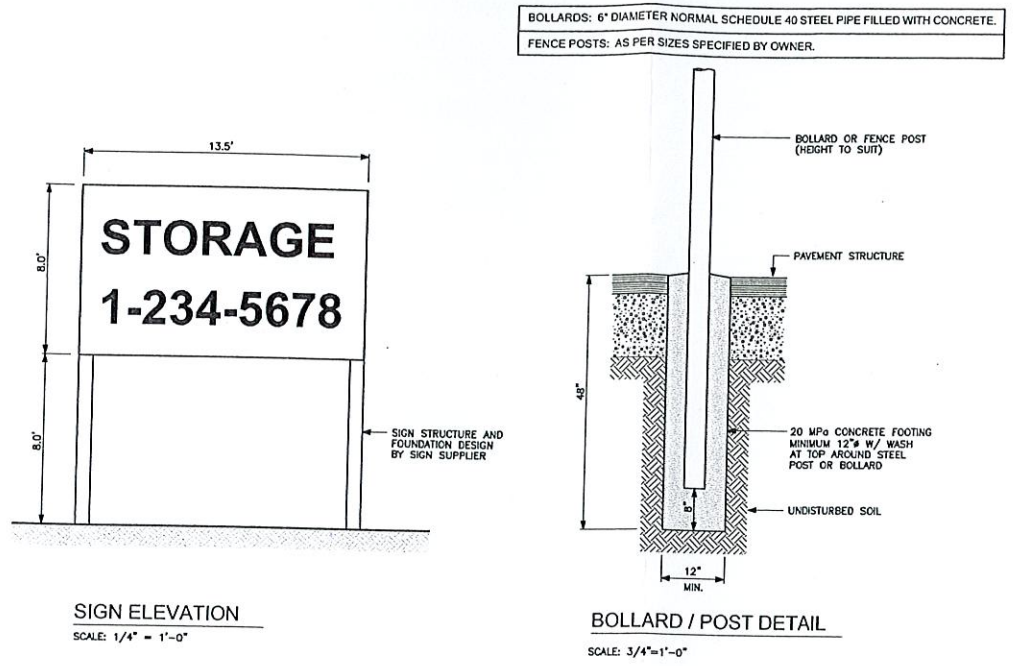 BOLLARDS: 6" DIAMETER NORMAL SCHEDULE 40 STEEL PIPE FILLED WITH CONCRETE.
FENCE POSTS: AS PER SIZES SPECIFIED BY OWNER.
13.5'
8.0'
STORAGE
1-234-5678
8.0'
SIGN STRUCTURE AND
FOUNDATION DESIGN
BY SIGN SUPPLIER
SIGN ELEVATION
SCALE: 1/4" = 1'-0"
BOLLARD OR FENCE POST
(HEIGHT TO SUIT)
PAVEMENT STRUCTURE
48"
20 MPa CONCRETE FOOTING
MINIMUM 12"ø W/ WASH
AT TOP AROUND STEEL
POST OR BOLLARD
8"
UNDISTURBED SOIL
12"
MIN.
BOLLARD / POST DETAIL
SCALE: 3/4"=1'-0"